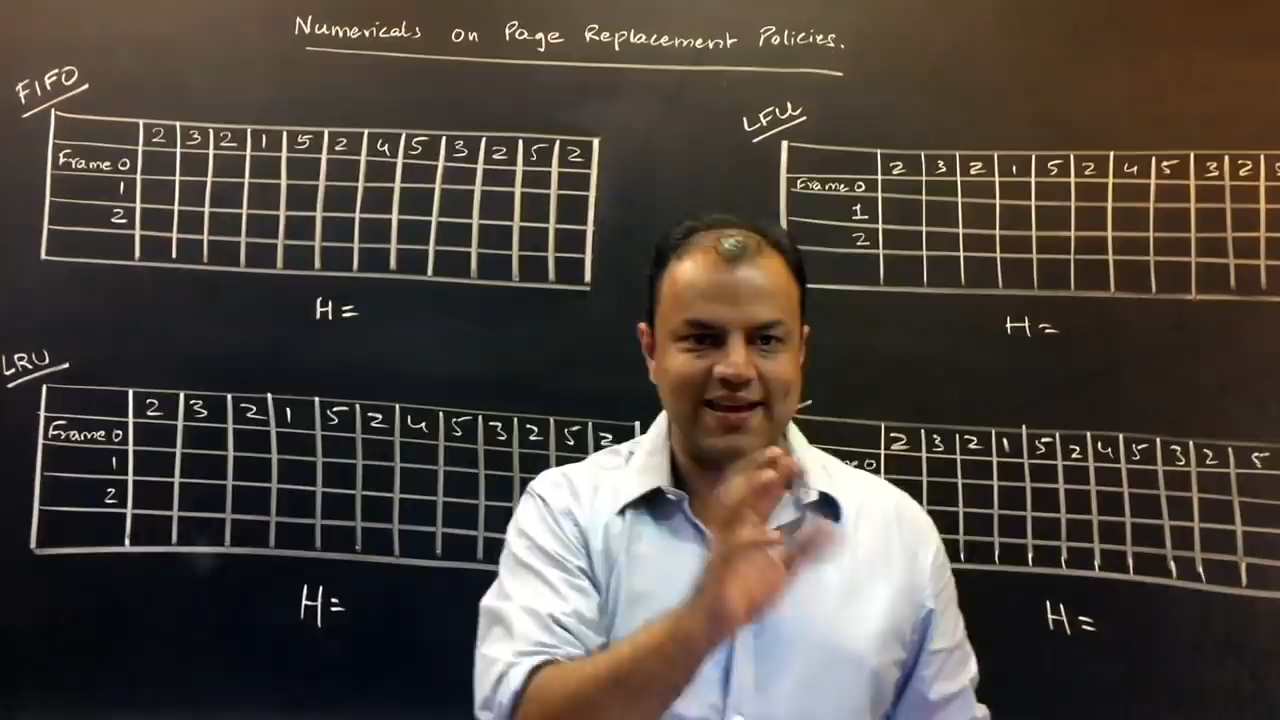 Numericals on Page Replacement Policies.
FIFO
2 3 2 1 5 2 4 5 3 2 5 2
Frame 0
1
2
H =
LFU
2 3 2 1 5 2 4 5 3 2
Frame 0
1
2
H =
LRU
2 3 2 1 5 2 4 5 3 2 5 2
Frame 0
1
2
H =
2 3 2 1 5 2 4 5 3 2 5
0
H =